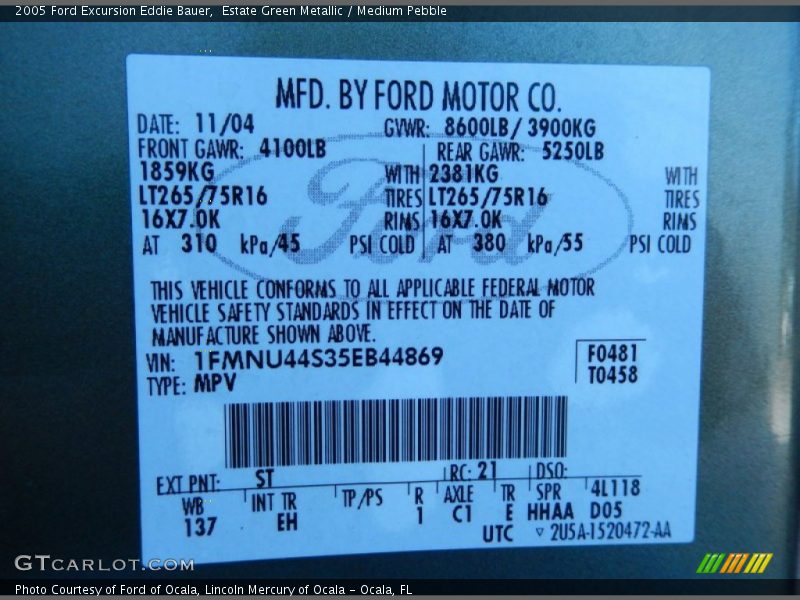 2005 Ford Excursion Eddie Bauer, Estate Green Metallic / Medium Pebble
MFD. BY FORD MOTOR CO.
DATE: 11/04 GVWR: 8600LB/ 3900KG
FRONT GAWR: 4100LB REAR GAWR: 5250LB
1859KG WITH 2381KG WITH
LT265/75R16 TIRES LT265/75R16 TIRES
16X7.0K RIMS 16X7.0K RIMS
AT 310 kPa/45 PSI COLD AT 380 kPa/55 PSI COLD
Ford
THIS VEHICLE CONFORMS TO ALL APPLICABLE FEDERAL MOTOR
VEHICLE SAFETY STANDARDS IN EFFECT ON THE DATE OF
MANUFACTURE SHOWN ABOVE.
VIN: 1FMNU44S35EB44869 F0481
TYPE: MPV T0458
EXT PNT: ST RC: 21 DSO:
WB INT TR TP/PS R AXLE TR SPR 4L118
137 EH 1 C1 E HHAA D05
UTC ▽ 2U5A-1520472-AA
GTCARLOT.COM
Photo Courtesy of Ford of Ocala, Lincoln Mercury of Ocala – Ocala, FL